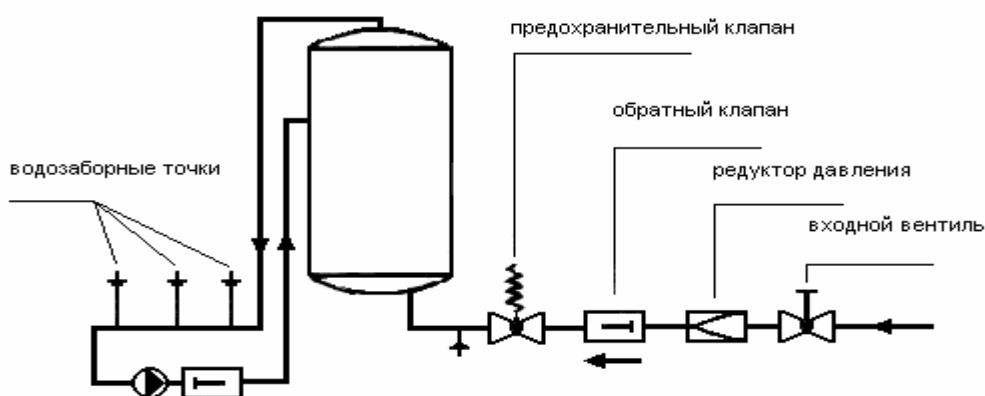 предохранительный клапан
обратный клапан
водозаборные точки
редуктор давления
входной вентиль